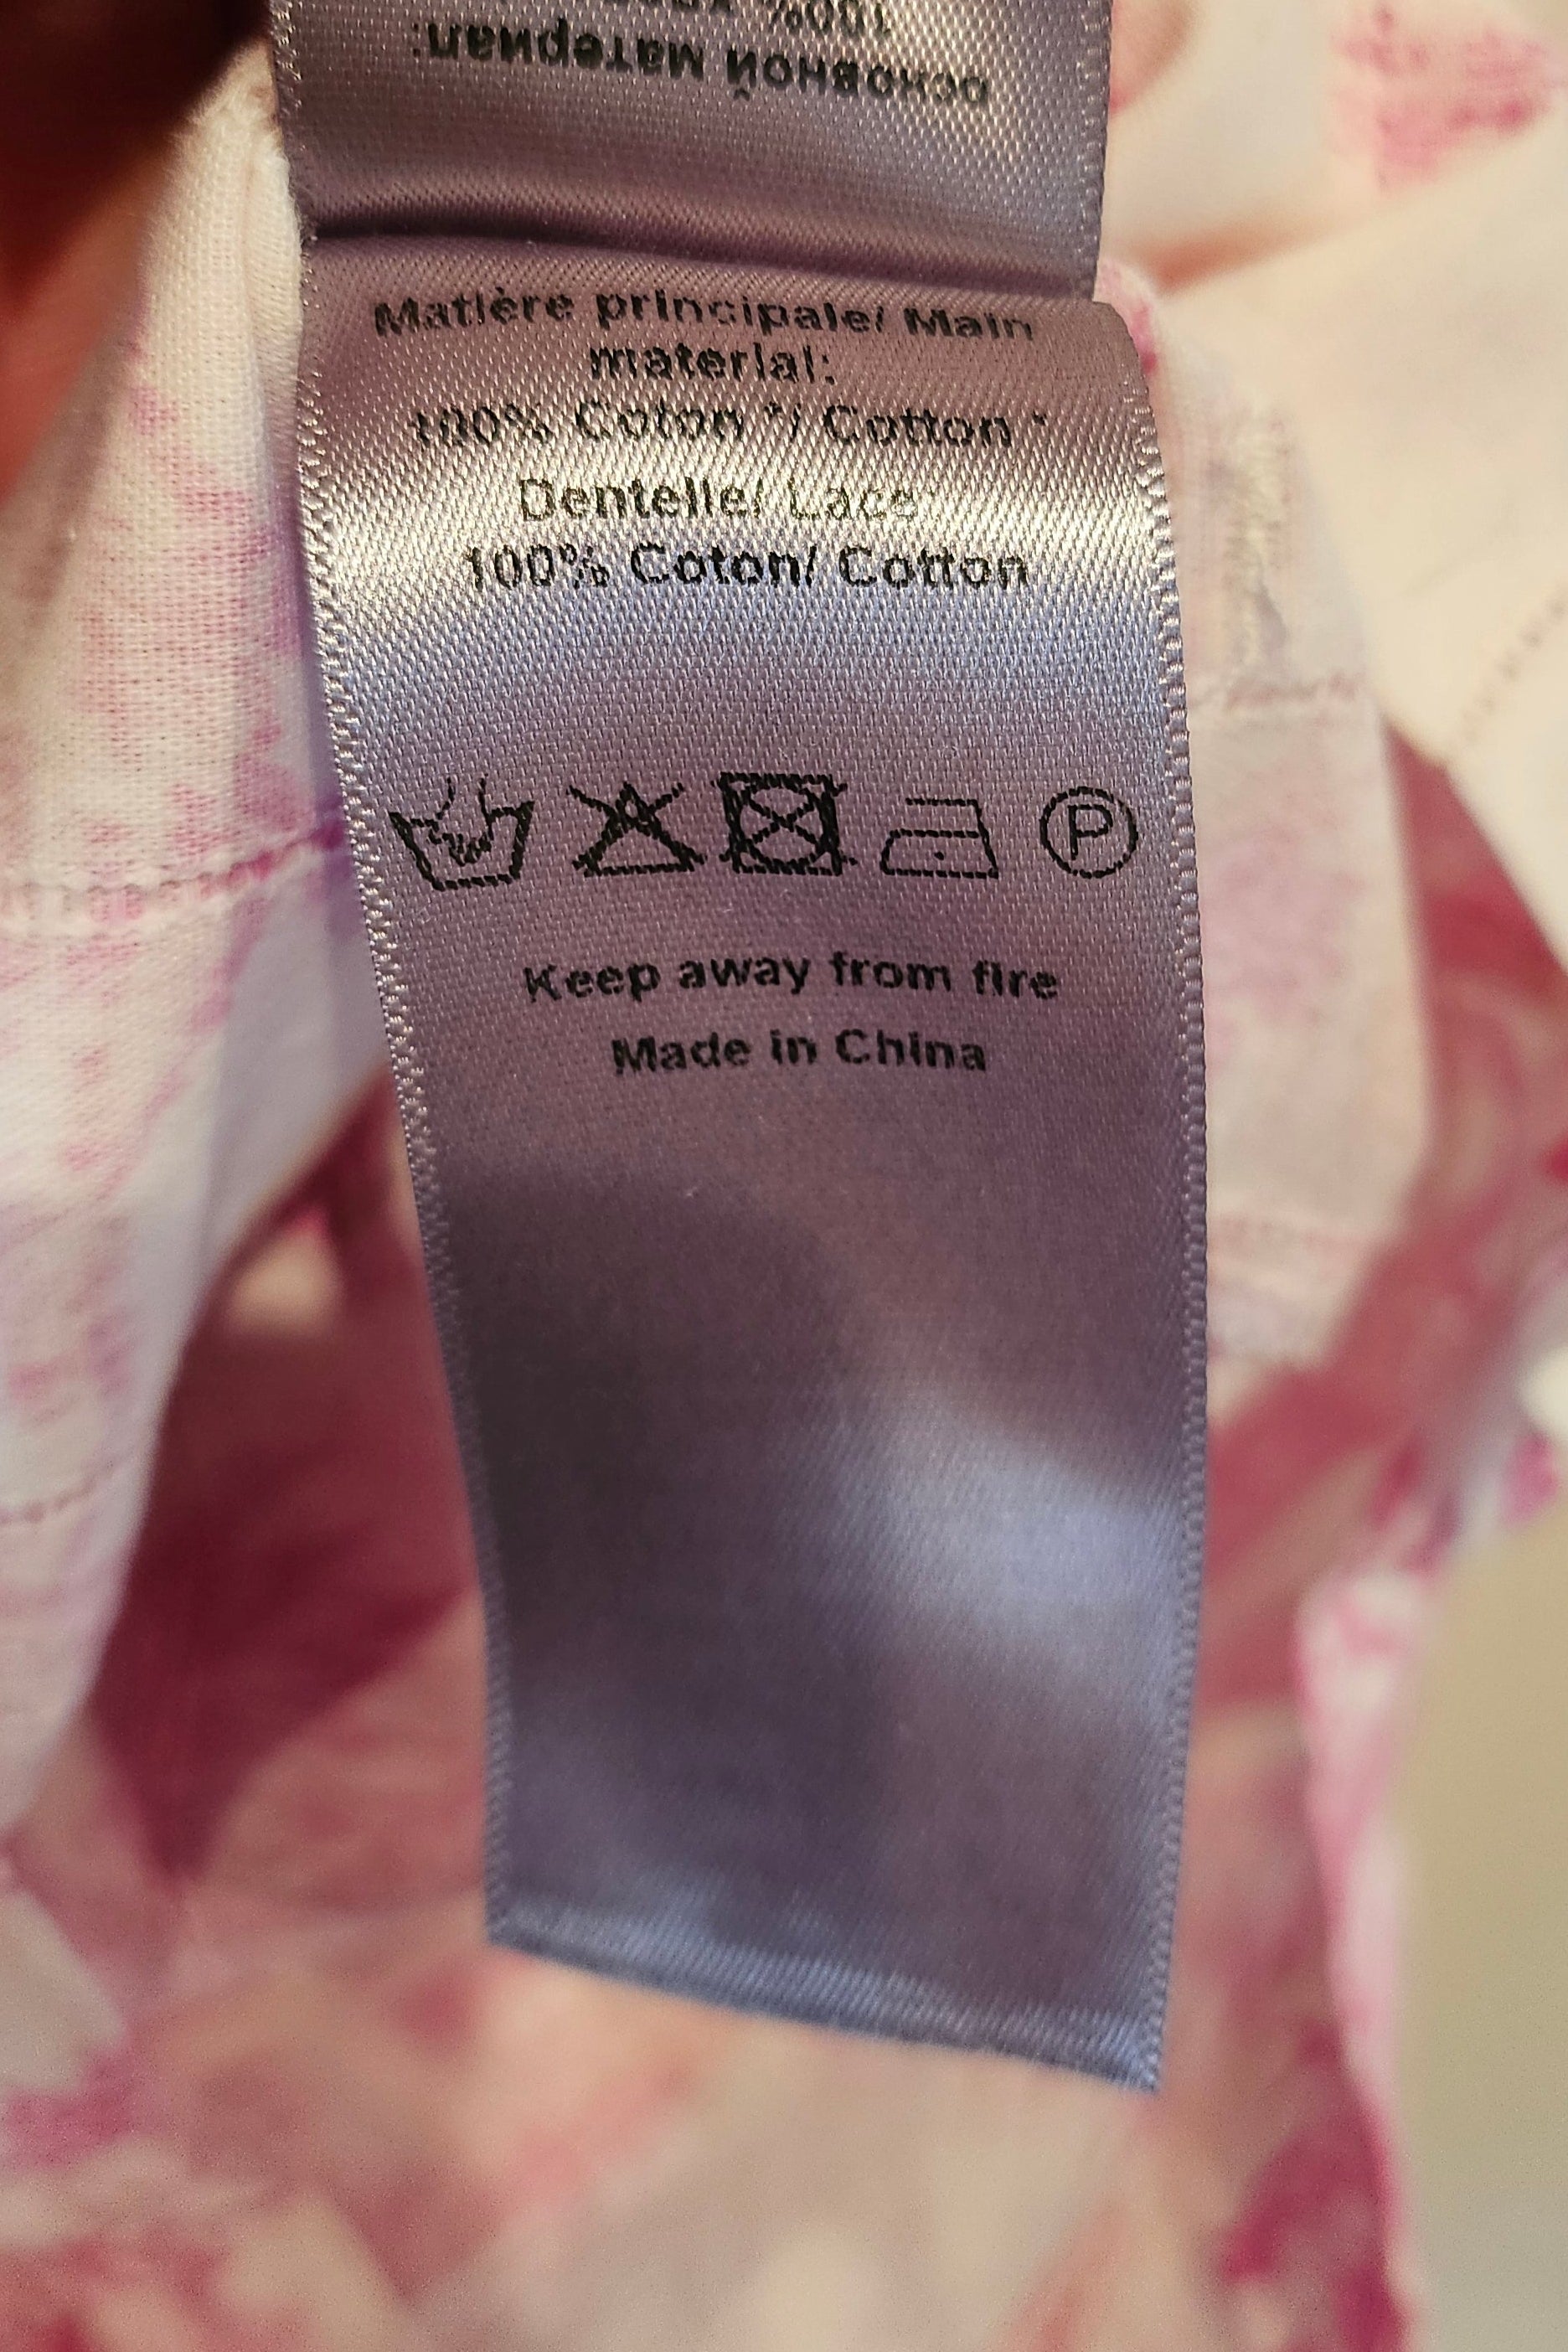 основной материал:
100%
Matière principale/ Main
material:
100% Coton */ Cotton *
Dentelle/ Lace:
100% Coton/ Cotton
P
Keep away from fire
Made in China